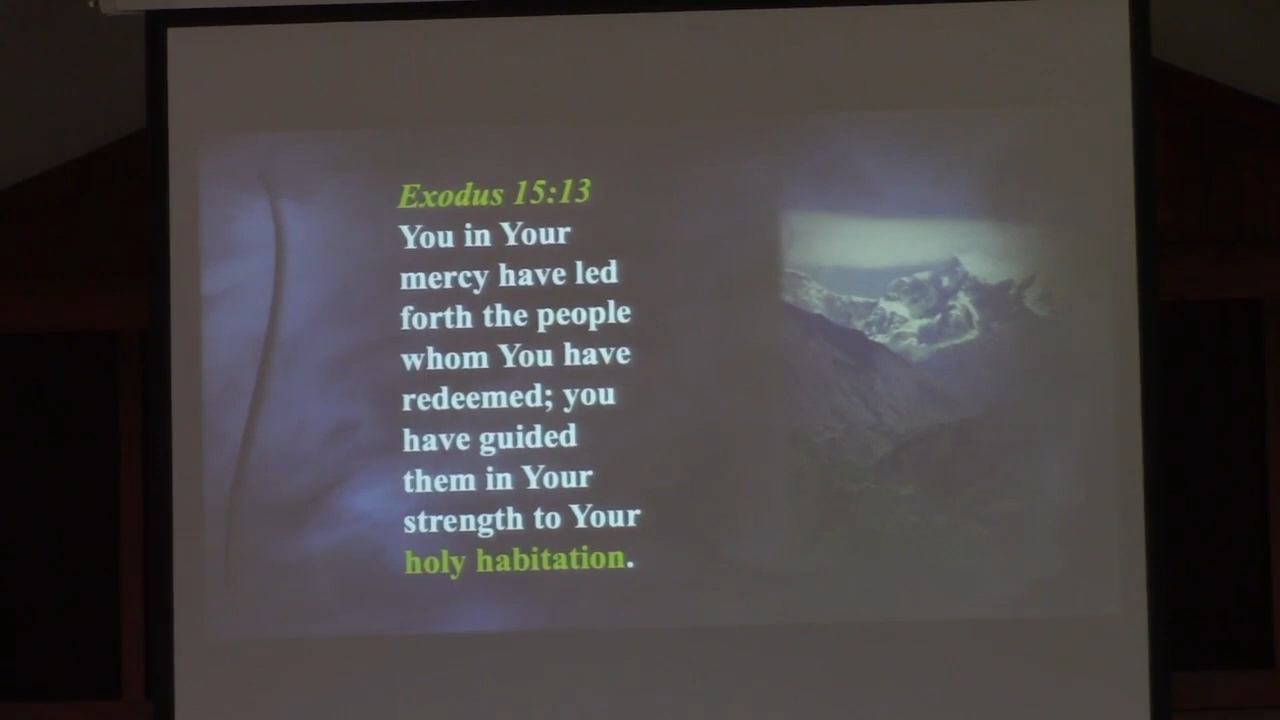 Exodus 15:13
You in Your
mercy have led
forth the people
whom You have
redeemed; you
have guided
them in Your
strength to Your
holy habitation.